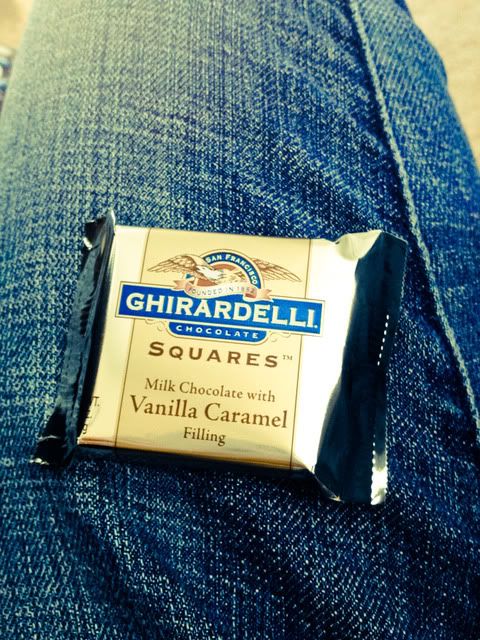 SAN FRANCISCO
FOUNDED IN 1852
GHIRARDELLI.
CHOCOLATE
SQUARES™
Milk Chocolate with
Vanilla Caramel
Filling